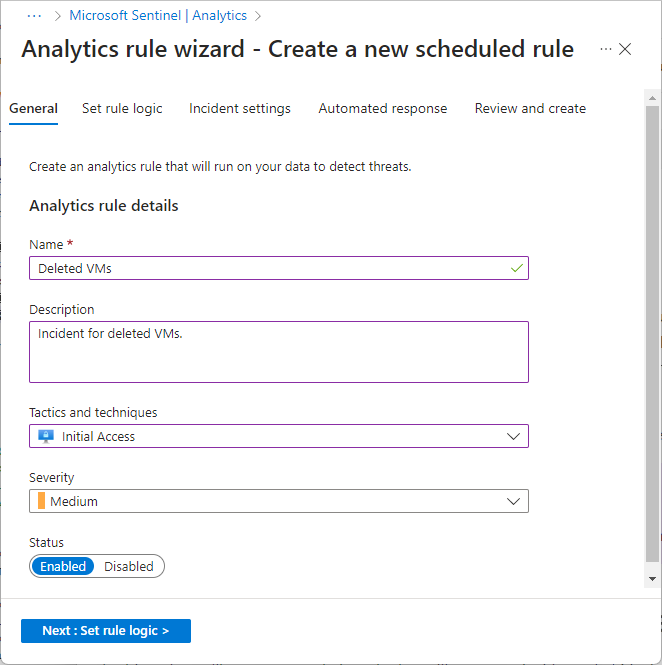 ··· > Microsoft Sentinel | Analytics >
Analytics rule wizard - Create a new scheduled rule ···
General Set rule logic Incident settings Automated response Review and create
Create an analytics rule that will run on your data to detect threats.
Analytics rule details
Name *
Deleted VMs
Description
Incident for deleted VMs.
Tactics and techniques
Initial Access
Severity
Medium
Status
Enabled Disabled
Next : Set rule logic >